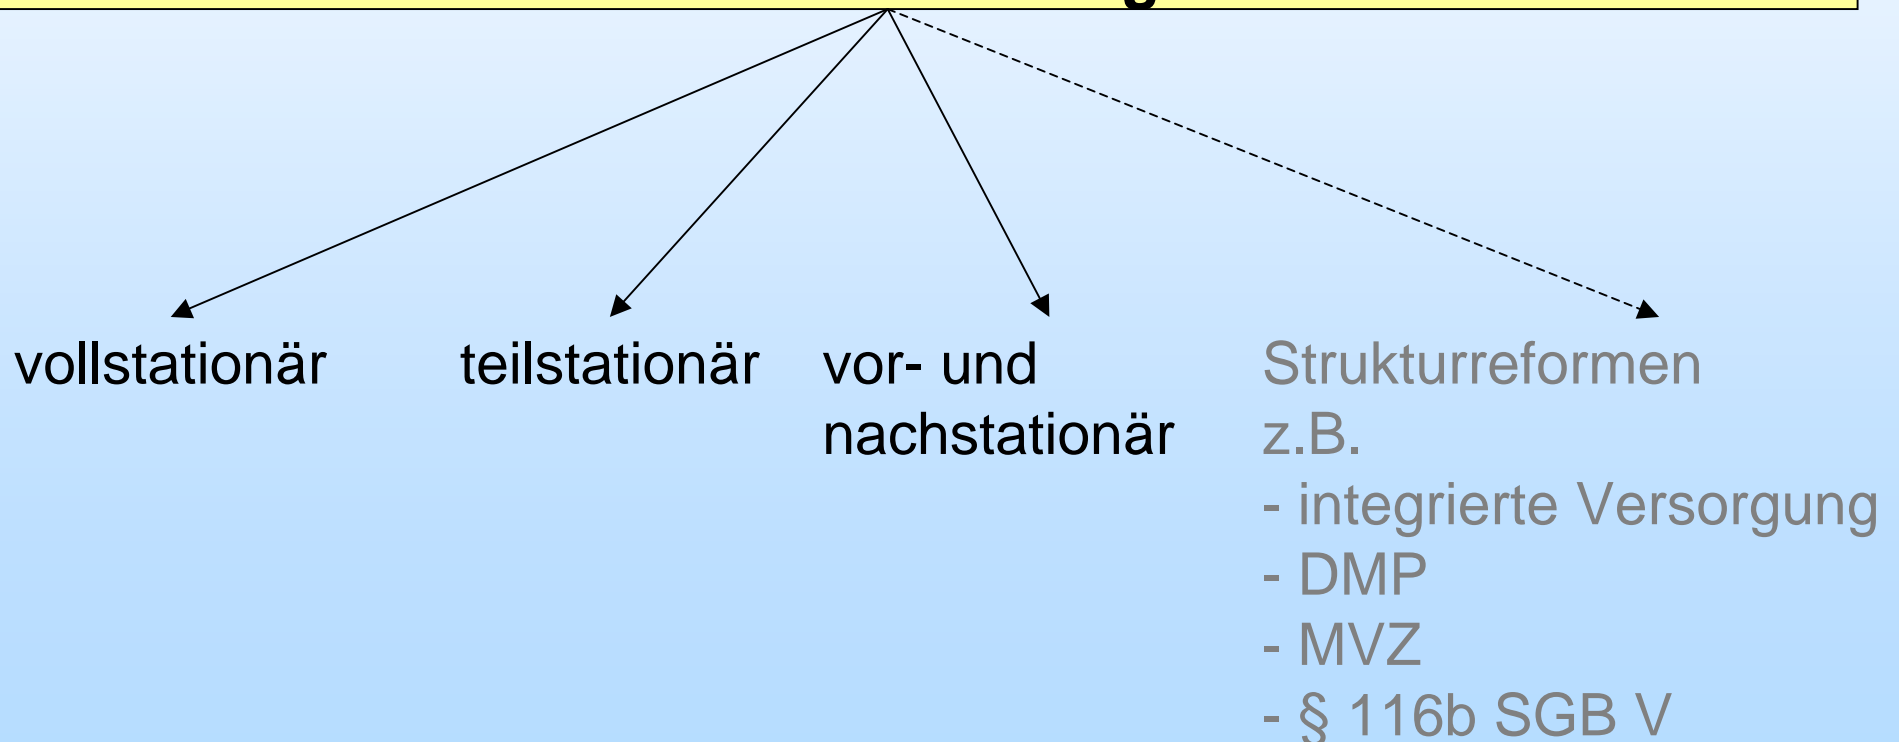 vollstationär
teilstationär
vor- und
nachstationär
Strukturreformen
z.B.
- integrierte Versorgung
- DMP
- MVZ
- § 116b SGB V